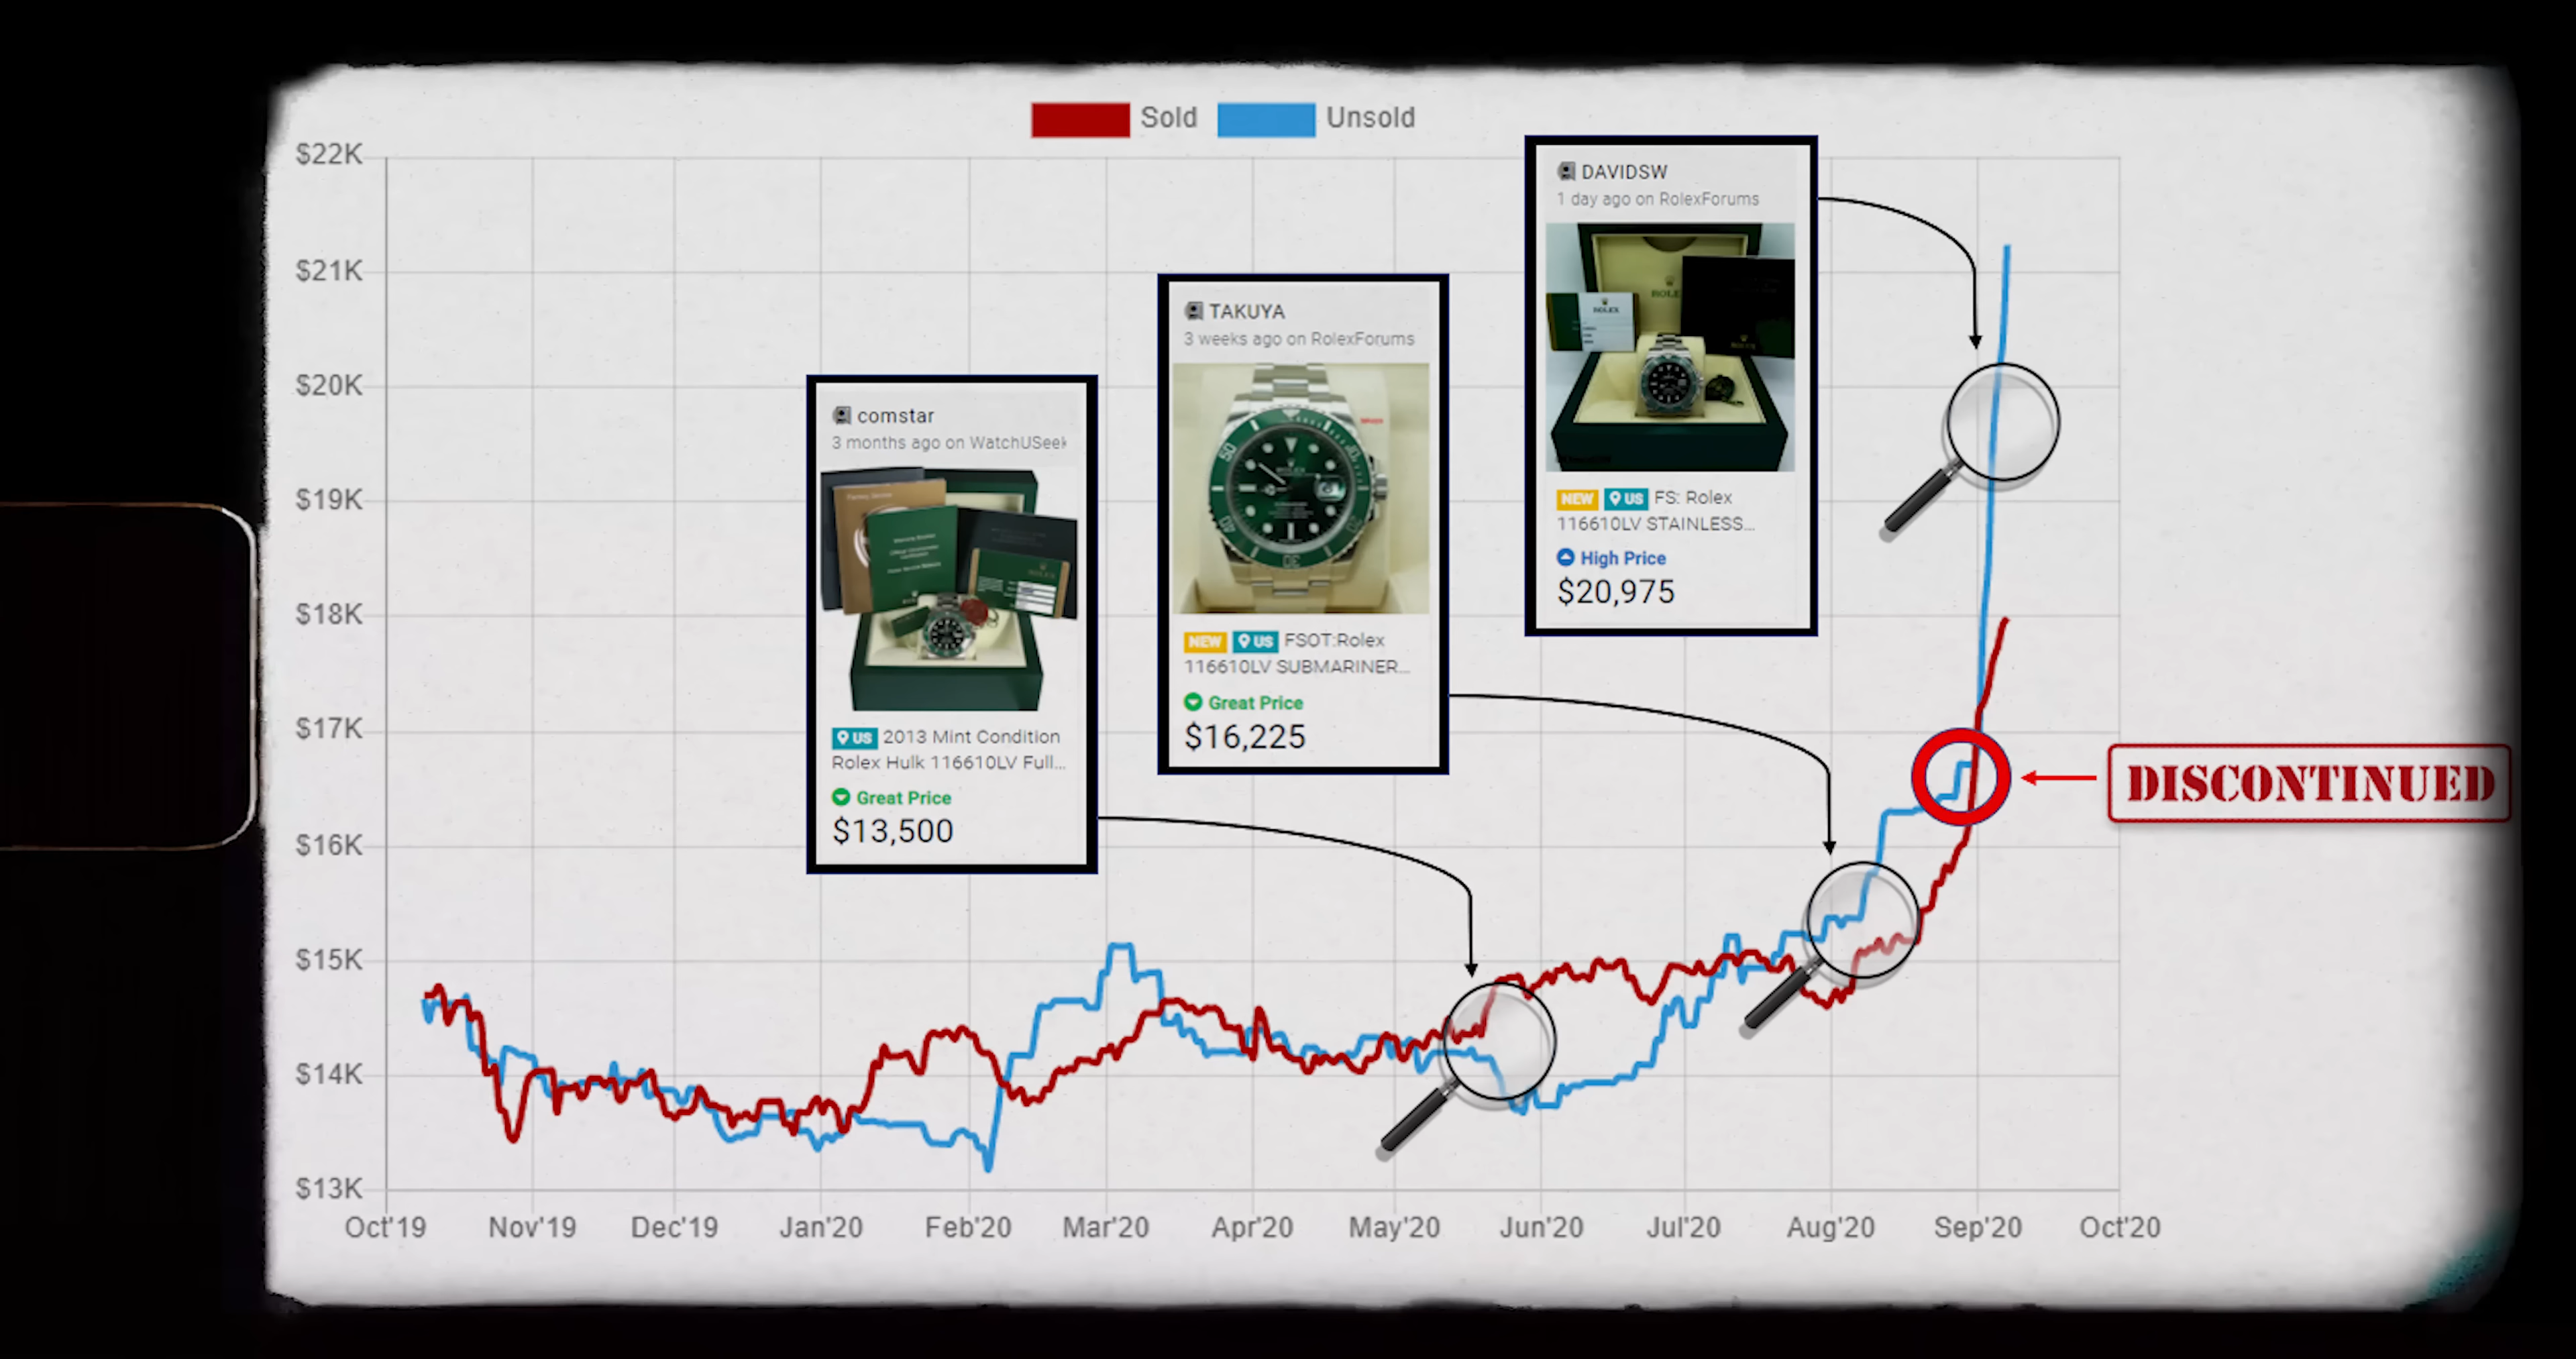 Sold Unsold
$22K
$21K
$20K
$19K
$18K
$17K
$16K
$15K
$14K
$13K
Oct'19 Nov'19 Dec'19 Jan'20 Feb'20 Mar'20 Apr'20 May'20 Jun'20 Jul'20 Aug'20 Sep'20 Oct'20
comstar
3 months ago on WatchUSeek
ROLEX
US 2013 Mint Condition
Rolex Hulk 116610LV Full...
Great Price
$13,500
TAKUYA
3 weeks ago on RolexForums
NEW US FSOT:Rolex
116610LV SUBMARINER...
Great Price
$16,225
DAVIDSW
1 day ago on RolexForums
ROLEX
NEW US FS: Rolex
116610LV STAINLESS...
High Price
$20,975
DISCONTINUED